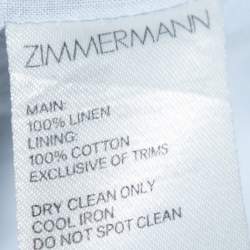 ZIMMERMANN
MAIN:
100% LINEN
LINING:
100% COTTON
EXCLUSIVE OF TRIMS
DRY CLEAN ONLY
COOL IRON
DO NOT SPOT CLEAN